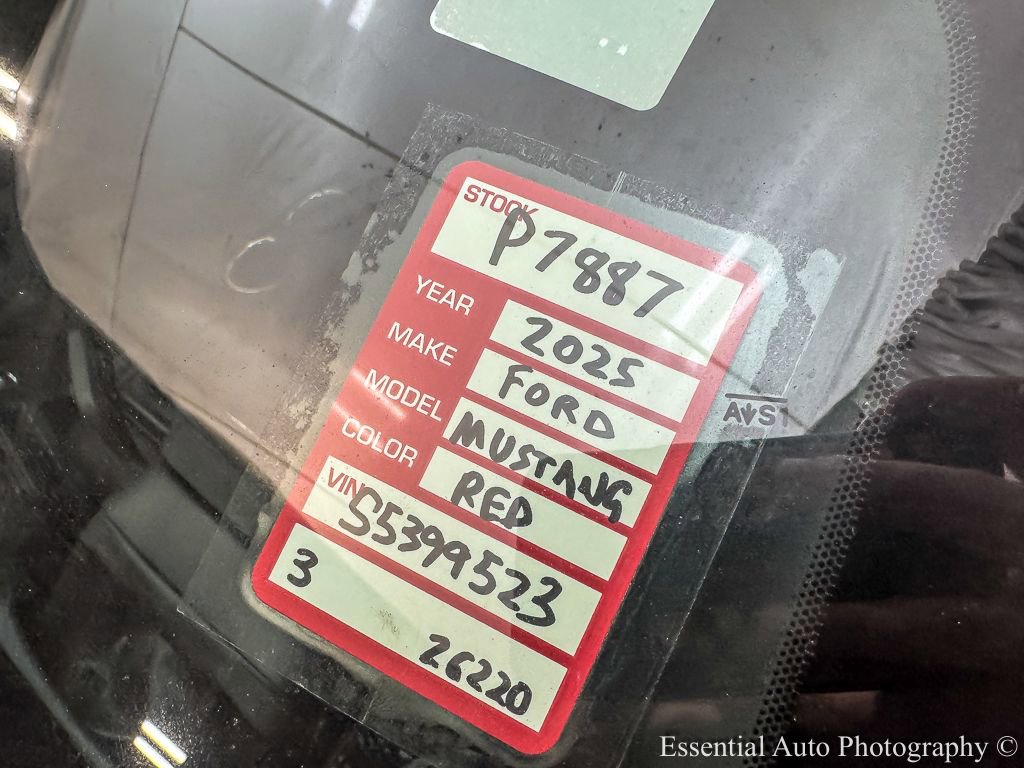 STOCK
P7887
YEAR 2025
MAKE FORD
MODEL MUSTANG
COLOR RED
VIN S5399523
3 26220
AVS1
Essential Auto Photography ©